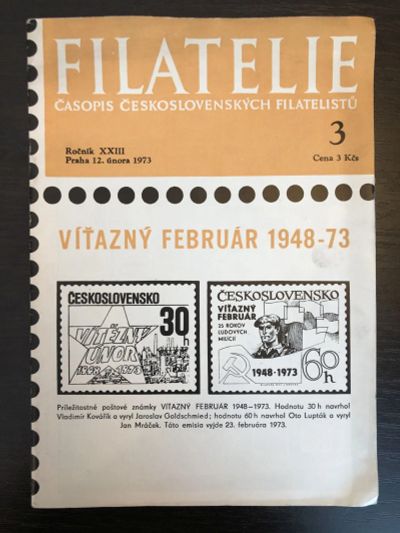 FILATELIE
ČASOPIS ČESKOSLOVENSKÝCH FILATELISTŮ
Ročník XXIII
Praha 12. února 1973
3
Cena 3 Kčs
VÍŤAZNÝ FEBRUÁR 1948-73
ČESKOSLOVENSKO
30h
VÍTĚZNÝ
ÚNOR
1948 1973
ČESKOSLOVENSKO
VÍŤAZNÝ
FEBRUÁR
25 ROKOV
ĽUDOVÝCH
MILÍCIÍ
1948-1973
60h
Príležitostné poštové známky VÍŤAZNÝ FEBRUÁR 1948–1973. Hodnotu 30 h navrhol
Vladimír Kovářík a vyryl Jaroslav Goldschmied; hodnotu 60 h navrhol Oto Lupták a vyryl
Jan Mráček. Táto emisia vyjde 23. februára 1973.